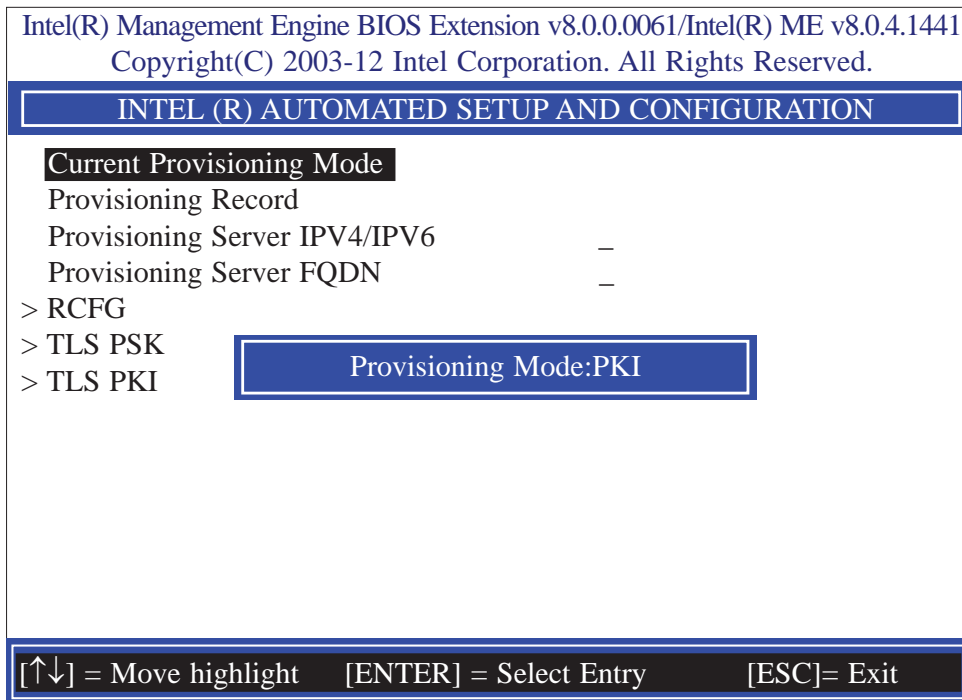 Intel(R) Management Engine BIOS Extension v8.0.0.0061/Intel(R) ME v8.0.4.1441
Copyright(C) 2003-12 Intel Corporation. All Rights Reserved.
INTEL (R) AUTOMATED SETUP AND CONFIGURATION
Current Provisioning Mode
Provisioning Record
Provisioning Server IPV4/IPV6 _
Provisioning Server FQDN _
> RCFG
> TLS PSK
> TLS PKI
Provisioning Mode:PKI
[↑↓] = Move highlight [ENTER] = Select Entry [ESC]= Exit